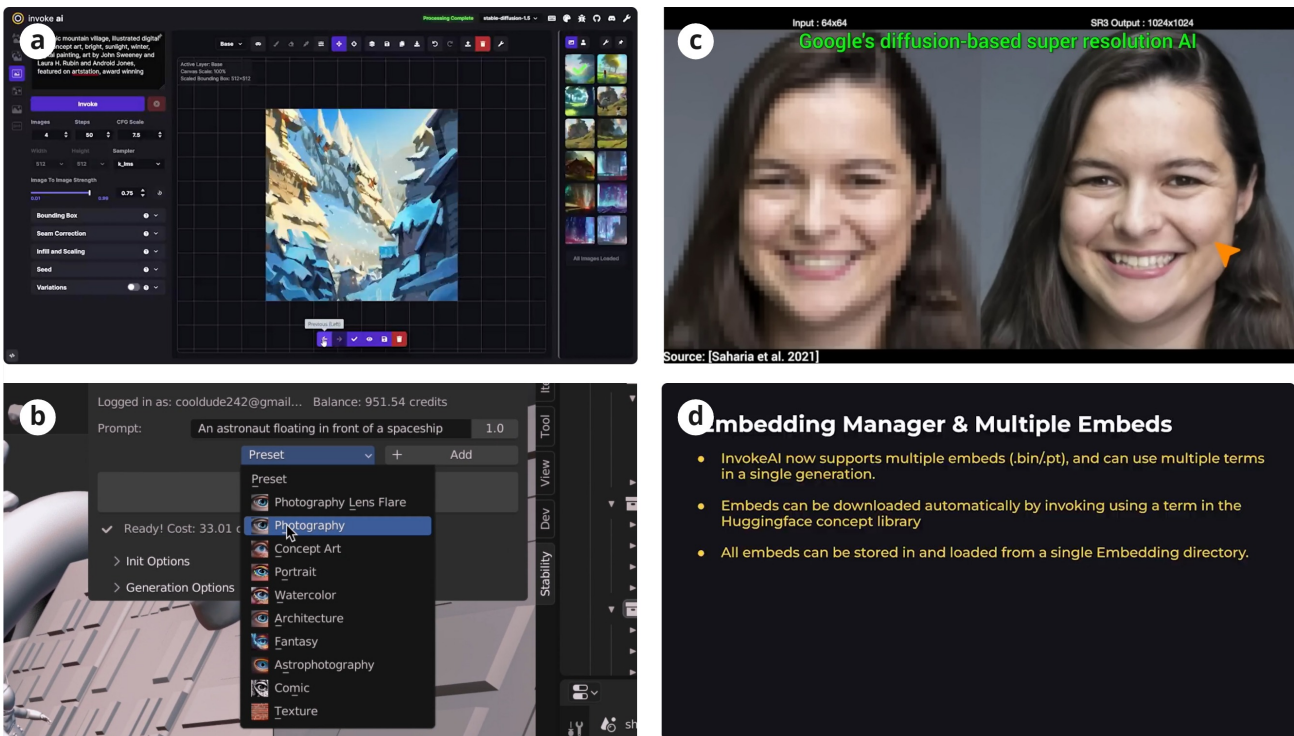 a
invoke ai
Processing Complete
stable-diffusion-1.5
ic mountain village, illustrated digital
oncept art, bright, sunlight, winter,
l painting, art by John Sweeney and
Laura H. Rubin and Android Jones,
featured on artstation, award winning
Invoke
Images Steps CFG Scale
4 50 7.5
Width Height Sampler
512 512 k_lms
Image To Image Strength
0.75
0.01 0.99
Bounding Box
Seam Correction
Infill and Scaling
Seed
Variations
Base
Active Layer: Base
Canvas Scale: 100%
Scaled Bounding Box: 512×512
Previous (Left)
All Images Loaded
c
Input : 64x64
SR3 Output : 1024x1024
Google's diffusion-based super resolution AI
Source: [Saharia et al. 2021]
b
Logged in as: cooldude242@gmail... Balance: 951.54 credits
Prompt: An astronaut floating in front of a spaceship 1.0
Preset + Add
Preset
Photography Lens Flare
Ready! Cost: 33.01 c
Photography
Concept Art
Init Options
Portrait
Generation Options
Watercolor
Architecture
Fantasy
Astrophotography
Comic
Texture
Ite
Tool
View
Dev
Stability
sh
d
mbedding Manager & Multiple Embeds
• InvokeAI now supports multiple embeds (.bin/.pt), and can use multiple terms
in a single generation.
• Embeds can be downloaded automatically by invoking using a term in the
Huggingface concept library
• All embeds can be stored in and loaded from a single Embedding directory.